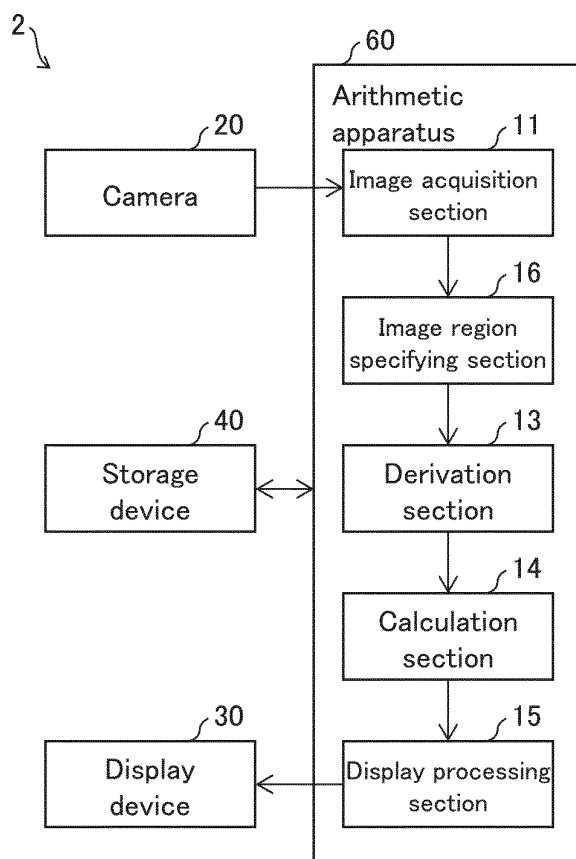 2
60
Arithmetic
apparatus
20
Camera
11
Image acquisition
section
16
Image region
specifying section
40
Storage
device
13
Derivation
section
14
Calculation
section
30
Display
device
15
Display processing
section